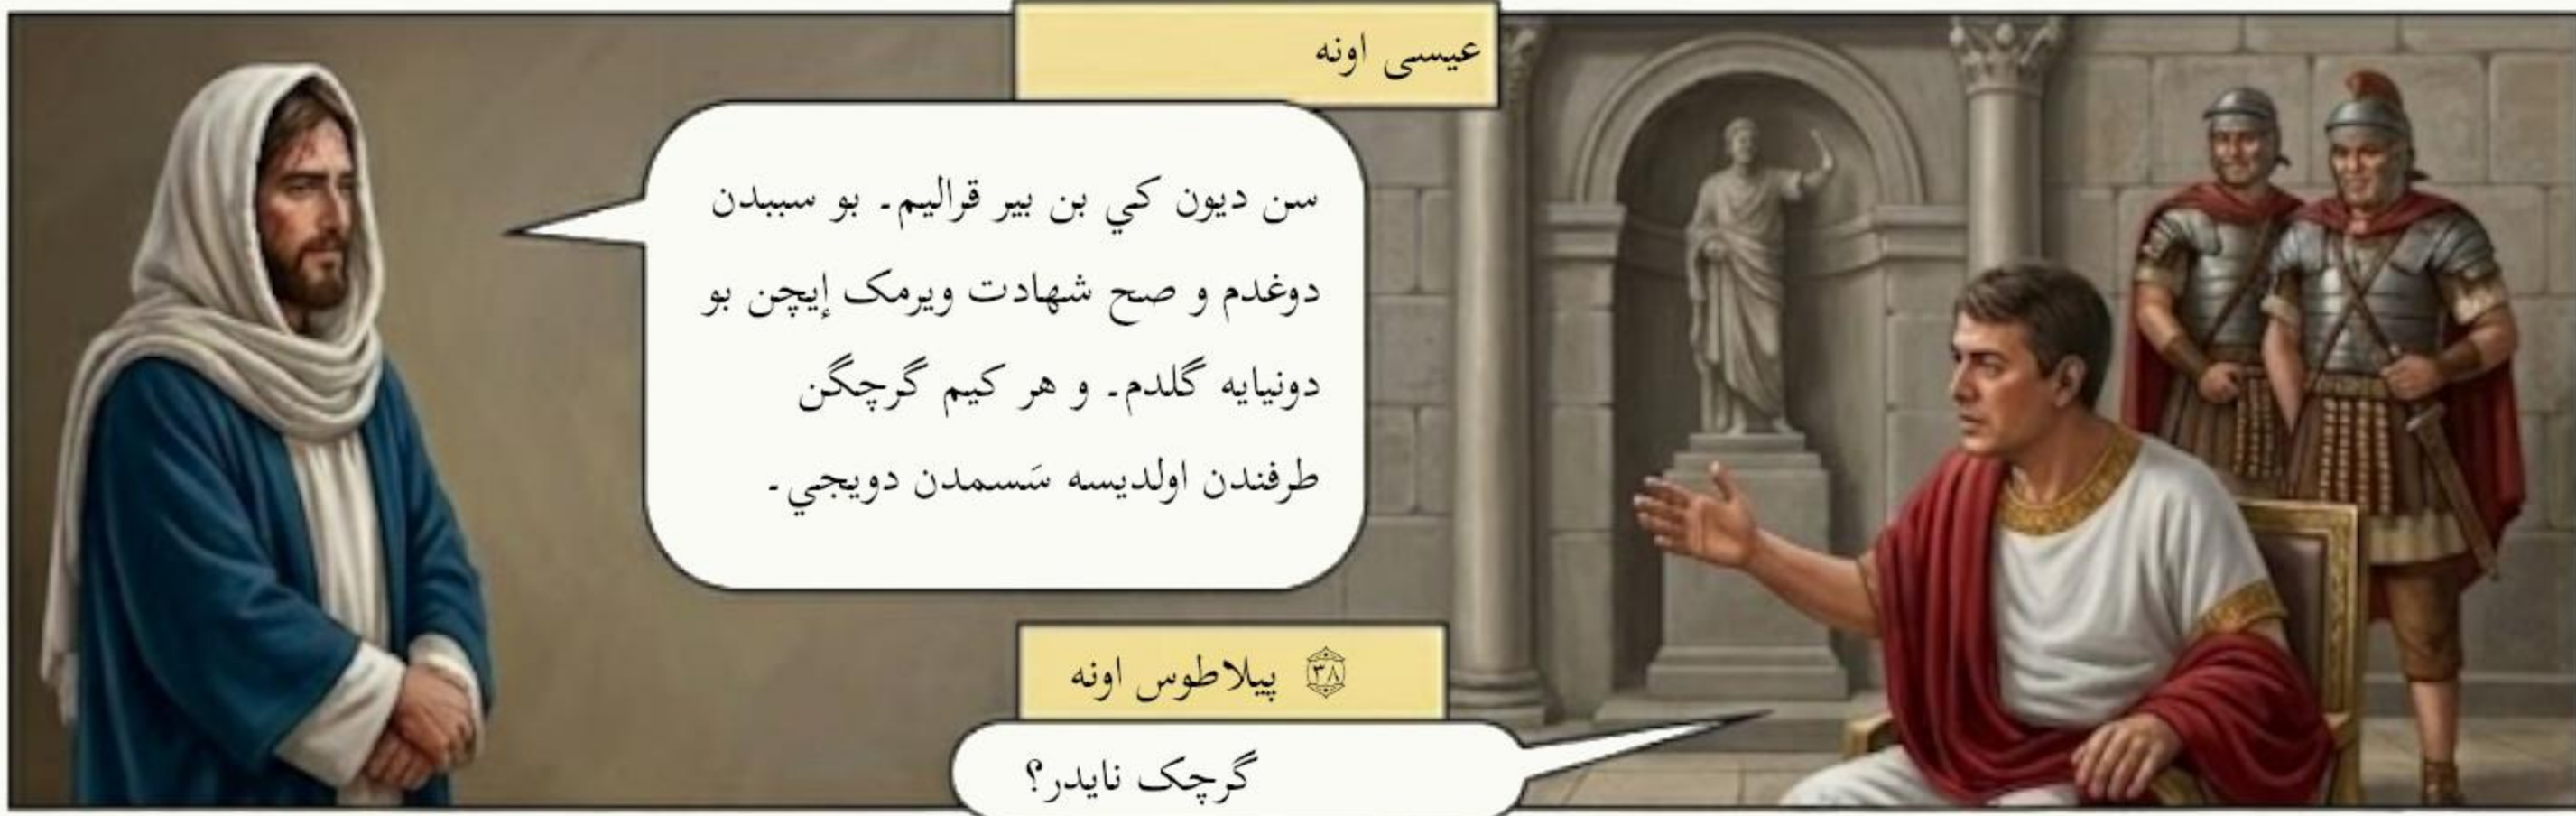 عیسی اونه
سن دیون كي بن بیر قرالیم۔ بو سببدن
دوغدم و صح شهادت ویرمک إیچن بو
دونیایه گلدم۔ و هر کیم گرچگن
طرفندن اولدیسه سَسمدن دویجي۔
۳۸ پیلاطوس اونه
گرچک نایدر؟